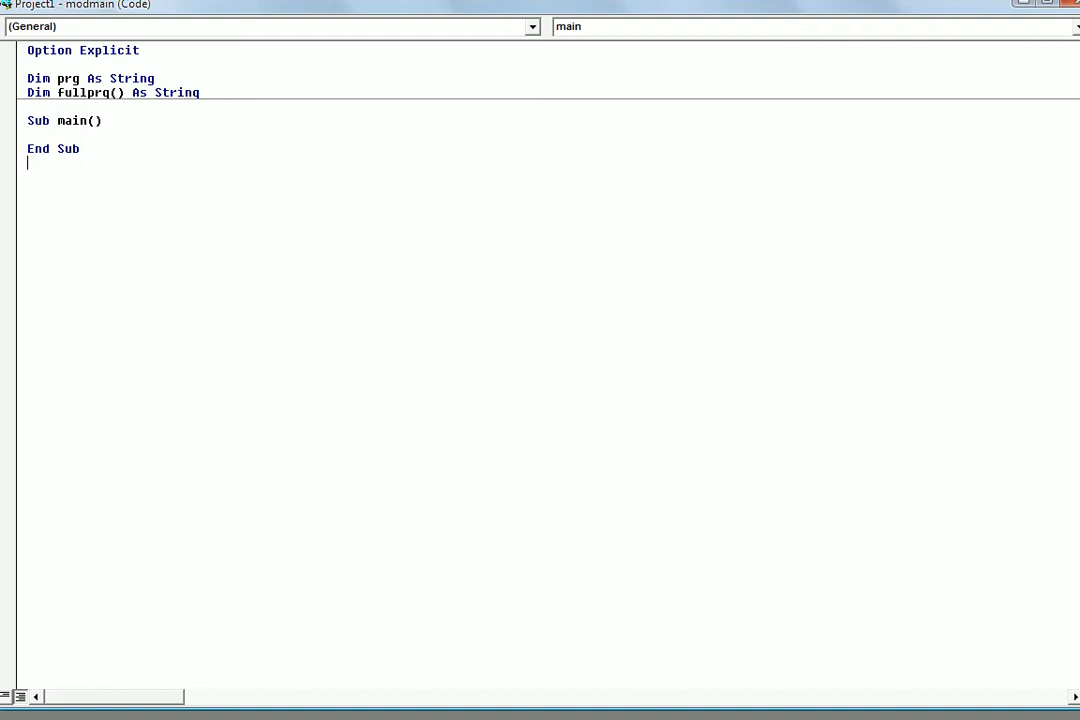 Project1 - modmain (Code)
(General)
main
Option Explicit
Dim prg As String
Dim fullprg() As String
Sub main()
End Sub